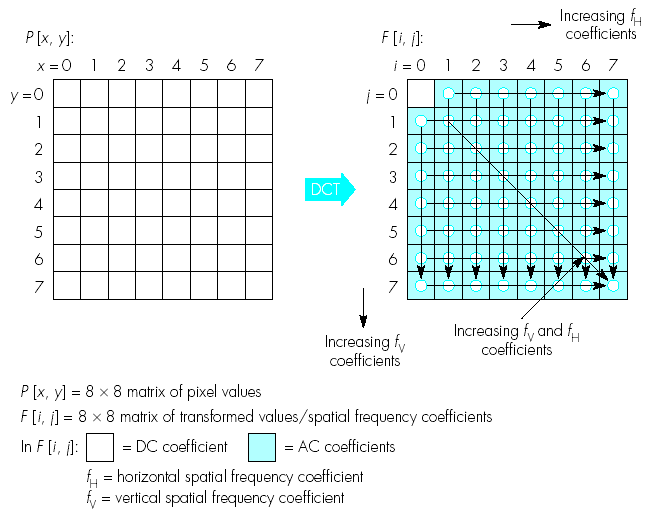 Increasing fH
coefficients
P [x, y]:
F [i, j]:
x = 0 1 2 3 4 5 6 7
i = 0 1 2 3 4 5 6 7
y = 0
1
2
3
4
5
6
7
DCT
j = 0
1
2
3
4
5
6
7
Increasing fV
coefficients
Increasing fV and fH
coefficients
P [x, y] = 8 × 8 matrix of pixel values
F [i, j] = 8 × 8 matrix of transformed values/spatial frequency coefficients
In F [i, j]: = DC coefficient = AC coefficients
fH = horizontal spatial frequency coefficient
fV = vertical spatial frequency coefficient